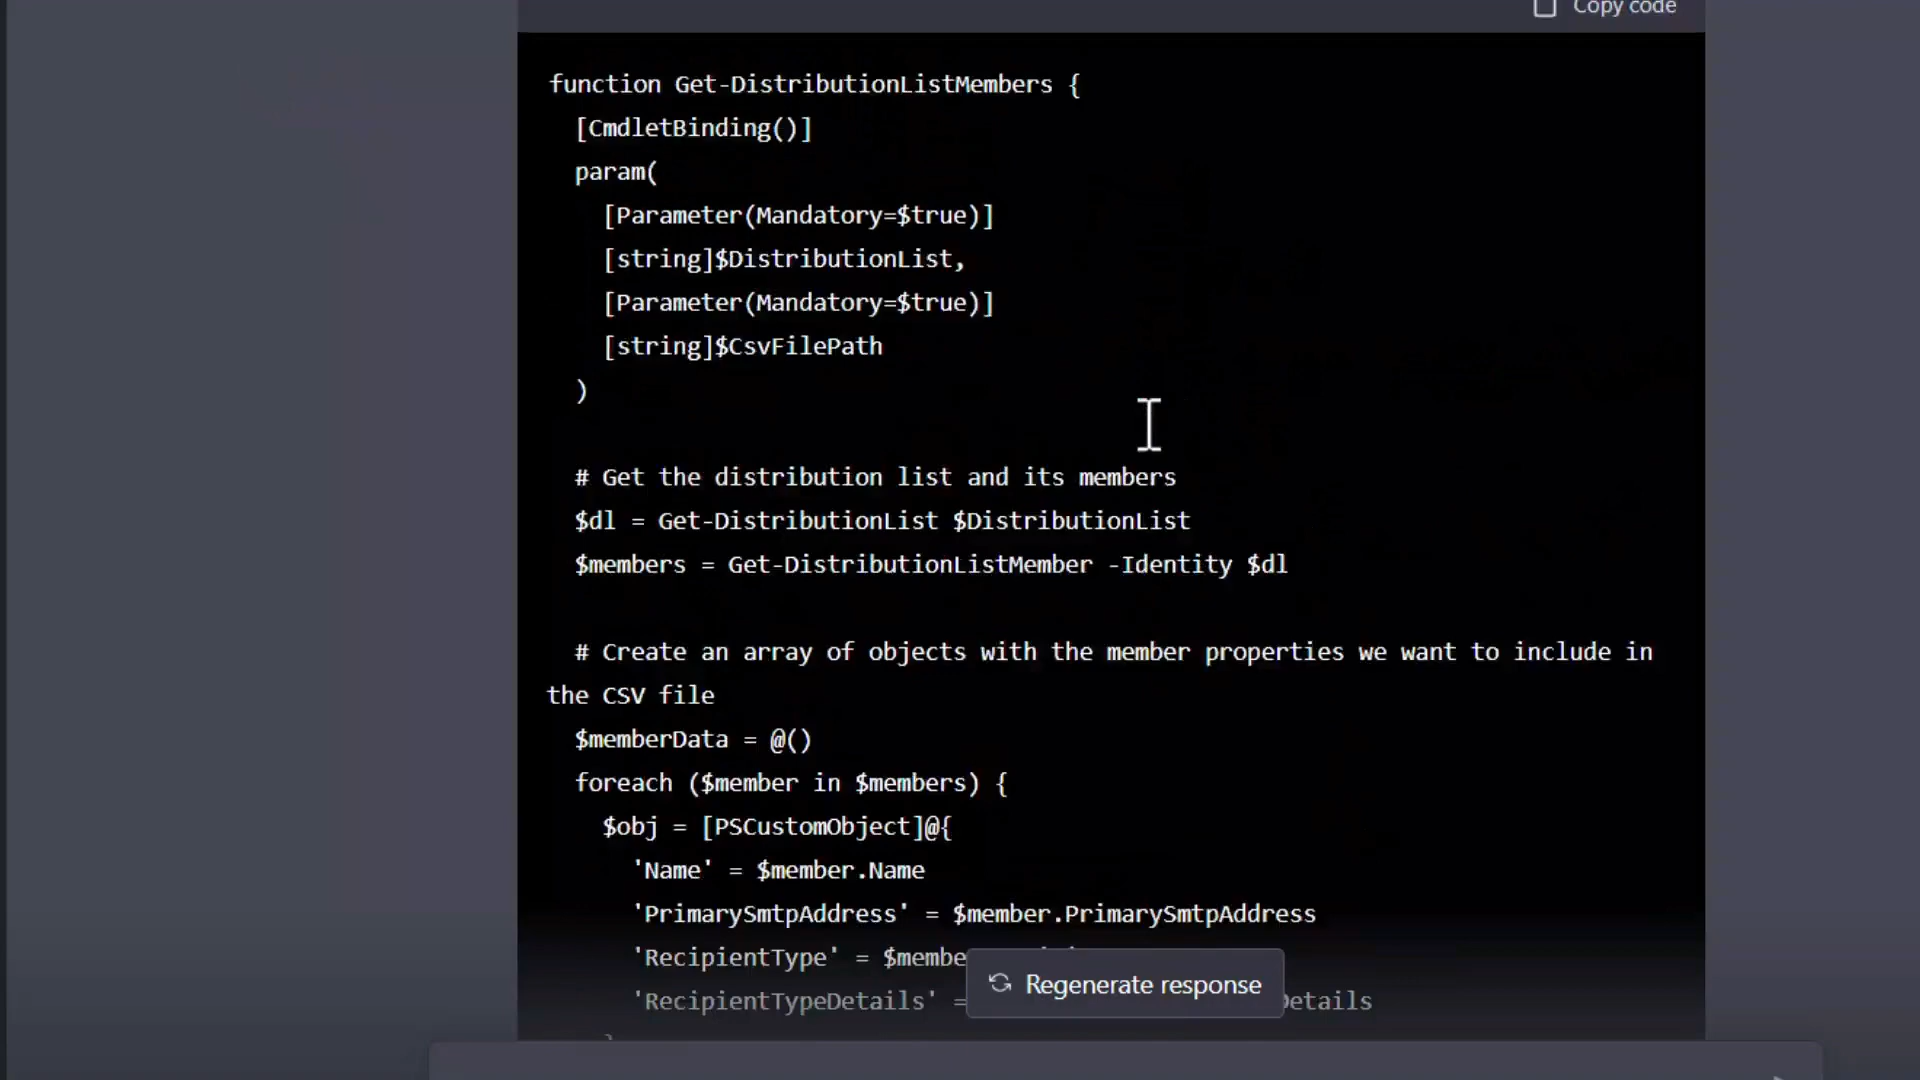 Copy code
function Get-DistributionListMembers {
[CmdletBinding()]
param(
[Parameter(Mandatory=$true)]
[string]$DistributionList,
[Parameter(Mandatory=$true)]
[string]$CsvFilePath
)
# Get the distribution list and its members
$dl = Get-DistributionList $DistributionList
$members = Get-DistributionListMember -Identity $dl
# Create an array of objects with the member properties we want to include in
the CSV file
$memberData = @()
foreach ($member in $members) {
$obj = [PSCustomObject]@{
'Name' = $member.Name
'PrimarySmtpAddress' = $member.PrimarySmtpAddress
'RecipientType' = $membe
Regenerate response
'RecipientTypeDetails' = Details